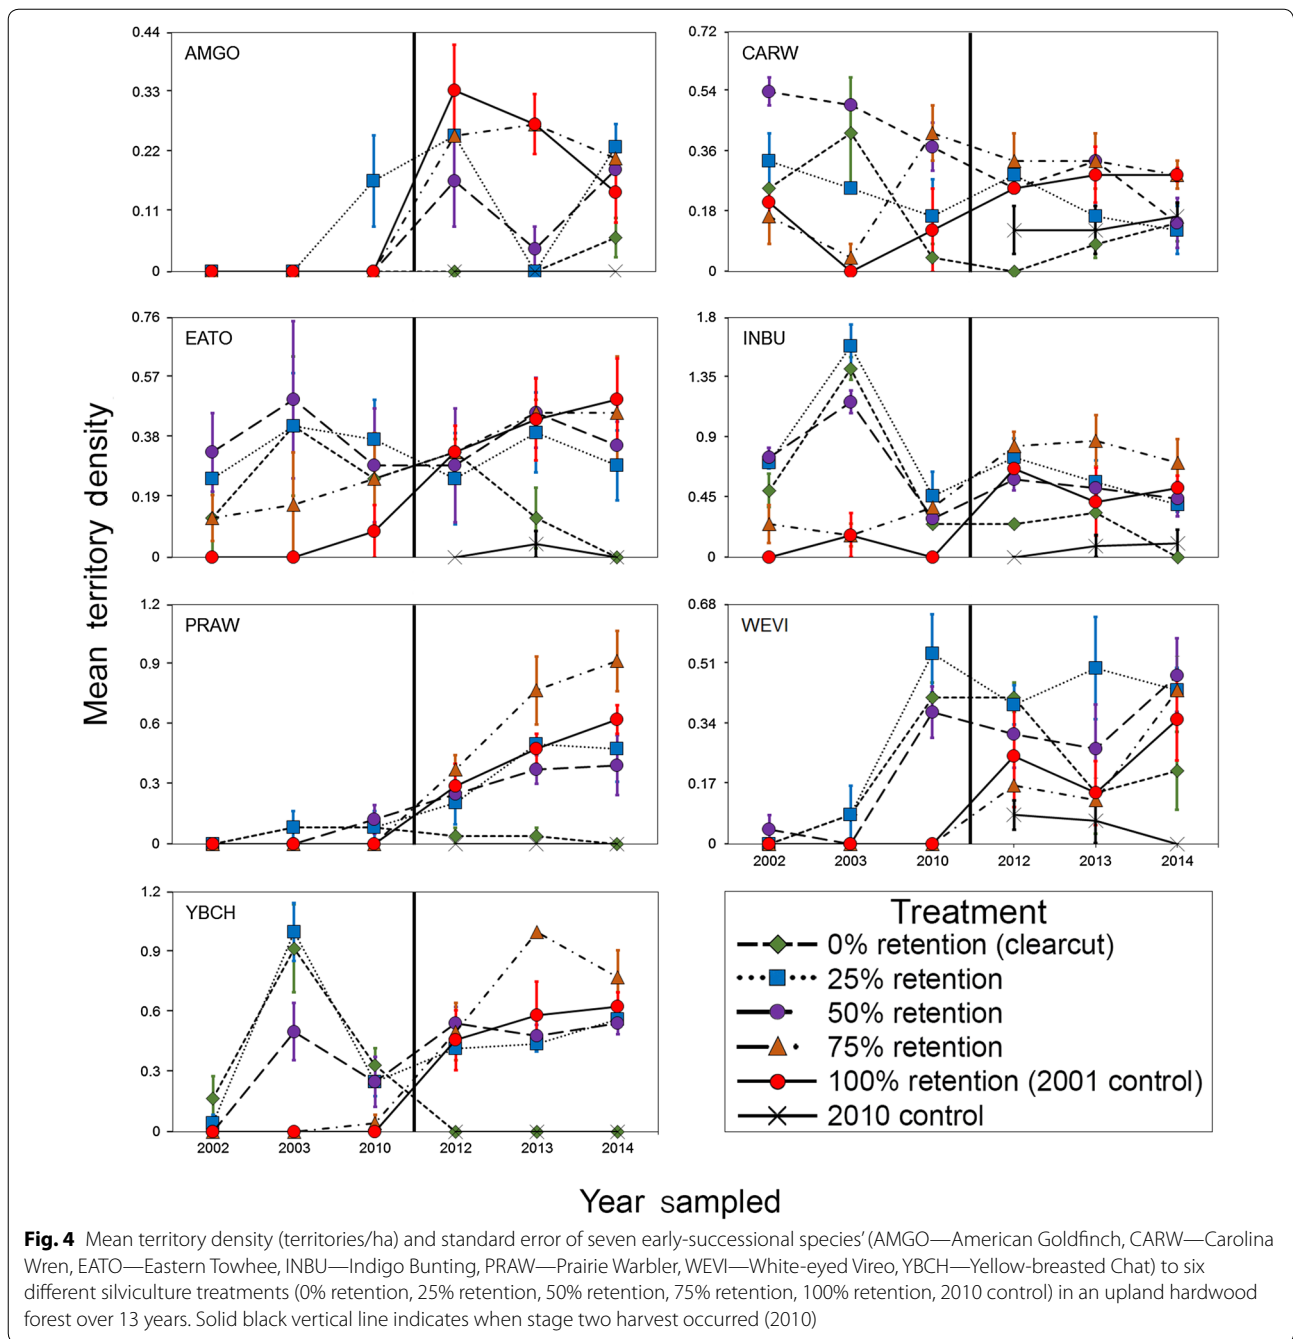 Mean territory density
AMGO
0.44
0.33
0.22
0.11
0
CARW
0.72
0.54
0.36
0.18
0
EATO
0.76
0.57
0.38
0.19
0
INBU
1.8
1.35
0.9
0.45
0
PRAW
1.2
0.9
0.6
0.3
0
WEVI
0.68
0.51
0.34
0.17
0
2002 2003 2010 2012 2013 2014
YBCH
1.2
0.9
0.6
0.3
0
2002 2003 2010 2012 2013 2014
Treatment
0% retention (clearcut)
25% retention
50% retention
75% retention
100% retention (2001 control)
2010 control
Year sampled
Fig. 4 Mean territory density (territories/ha) and standard error of seven early-successional species’ (AMGO—American Goldfinch, CARW—Carolina
Wren, EATO—Eastern Towhee, INBU—Indigo Bunting, PRAW—Prairie Warbler, WEVI—White-eyed Vireo, YBCH—Yellow-breasted Chat) to six
different silviculture treatments (0% retention, 25% retention, 50% retention, 75% retention, 100% retention, 2010 control) in an upland hardwood
forest over 13 years. Solid black vertical line indicates when stage two harvest occurred (2010)